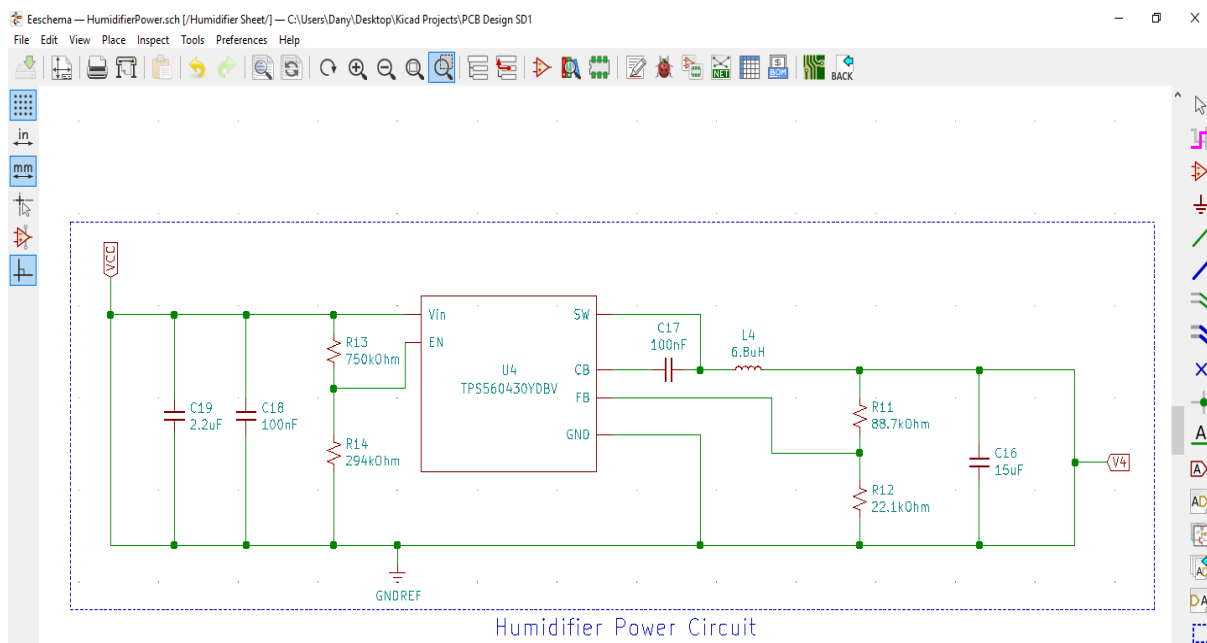 Eeschema — HumidifierPower.sch [/Humidifier Sheet/] — C:\Users\Dany\Desktop\Kicad Projects\PCB Design SD1
File Edit View Place Inspect Tools Preferences Help
NET
BOM
BACK
in
mm
VCC
Vin
SW
EN
CB
FB
GND
U4
TPS560430YDBV
R13
750kOhm
R14
294kOhm
C19
2.2uF
C18
100nF
C17
100nF
L4
6.8uH
R11
88.7kOhm
R12
22.1kOhm
C16
15uF
V4
GNDREF
Humidifier Power Circuit
A
A